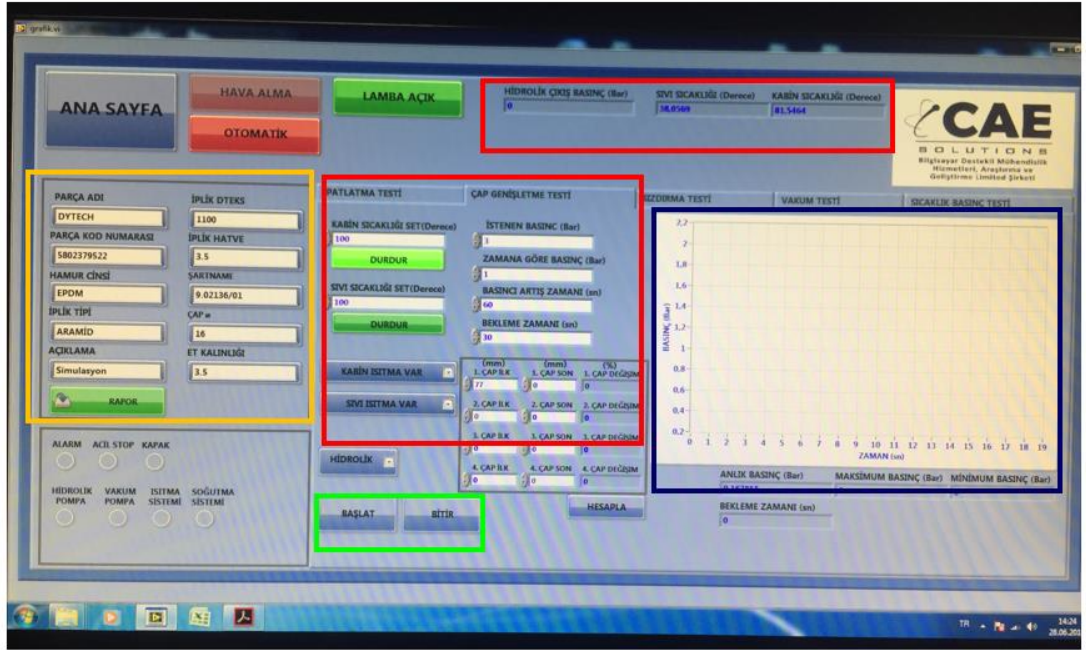 grafik.vi
ANA SAYFA
HAVA ALMA
OTOMATİK
LAMBA AÇIK
HİDROLİK ÇIKIŞ BASINÇ (Bar)
0
SIVI SICAKLIĞI (Derece)
38,0569
KABİN SICAKLIĞI (Derece)
81,5464
CAE
SOLUTIONS
Bilgisayar Destekli Mühendislik
Hizmetleri, Araştırma ve
Geliştirme Limited Şirketi
PARÇA ADI
DYTECH
PARÇA KOD NUMARASI
5802379522
HAMUR CİNSİ
EPDM
İPLİK TİPİ
ARAMİD
AÇIKLAMA
Simulasyon
RAPOR
İPLİK DTEKS
1100
İPLİK HATVE
3.5
ŞARTNAME
9.02136/01
ÇAP
16
ET KALINLIĞI
3.5
PATLATMA TESTİ
ÇAP GENİŞLETME TESTİ
SIZDIRMA TESTİ
VAKUM TESTİ
SICAKLIK BASINÇ TESTİ
KABİN SICAKLIĞI SET(Derece)
100
DURDUR
SIVI SICAKLIĞI SET(Derece)
100
DURDUR
KABİN ISITMA VAR
SIVI ISITMA VAR
HİDROLİK
İSTENEN BASINC (Bar)
ZAMANA GÖRE BASINÇ (Bar)
1
BASINCI ARTIŞ ZAMANI (sn)
60
BEKLEME ZAMANI (sn)
30
(mm) (mm) (%)
1. ÇAP İLK 1. ÇAP SON 1. ÇAP DEĞİŞİM
77 0 0
2. ÇAP İLK 2. ÇAP SON 2. ÇAP DEĞİŞİM
0 0 0
3. ÇAP İLK 3. ÇAP SON 3. ÇAP DEĞİŞİM
0 0 0
4. ÇAP İLK 4. ÇAP SON 4. ÇAP DEĞİŞİM
0 0 0
BAŞLAT
BİTİR
HESAPLA
2,2
2
1,8
1,6
1,4
1,2
1
0,8
0,6
0,4
0,2
BASINÇ (Bar)
0 1 2 3 4 5 6 7 8 9 10 11 12 13 14 15 16 17 18 19
ZAMAN (sn)
ANLIK BASINÇ (Bar)
MAKSİMUM BASINÇ (Bar)
MİNİMUM BASINÇ (Bar)
BEKLEME ZAMANI (sn)
0
ALARM ACİL STOP KAPAK
HİDROLİK POMPA
VAKUM POMPA
ISITMA SİSTEMİ
SOĞUTMA SİSTEMİ
TR
14:24